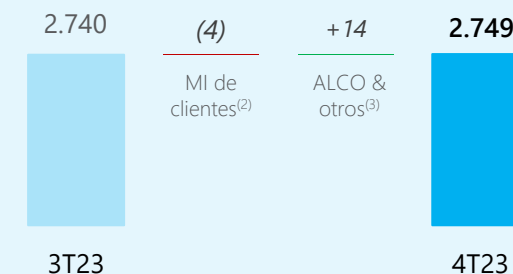 2.740
(4)
+14
2.749
MI de
clientes(2)
ALCO &
otros(3)
3T23
4T23